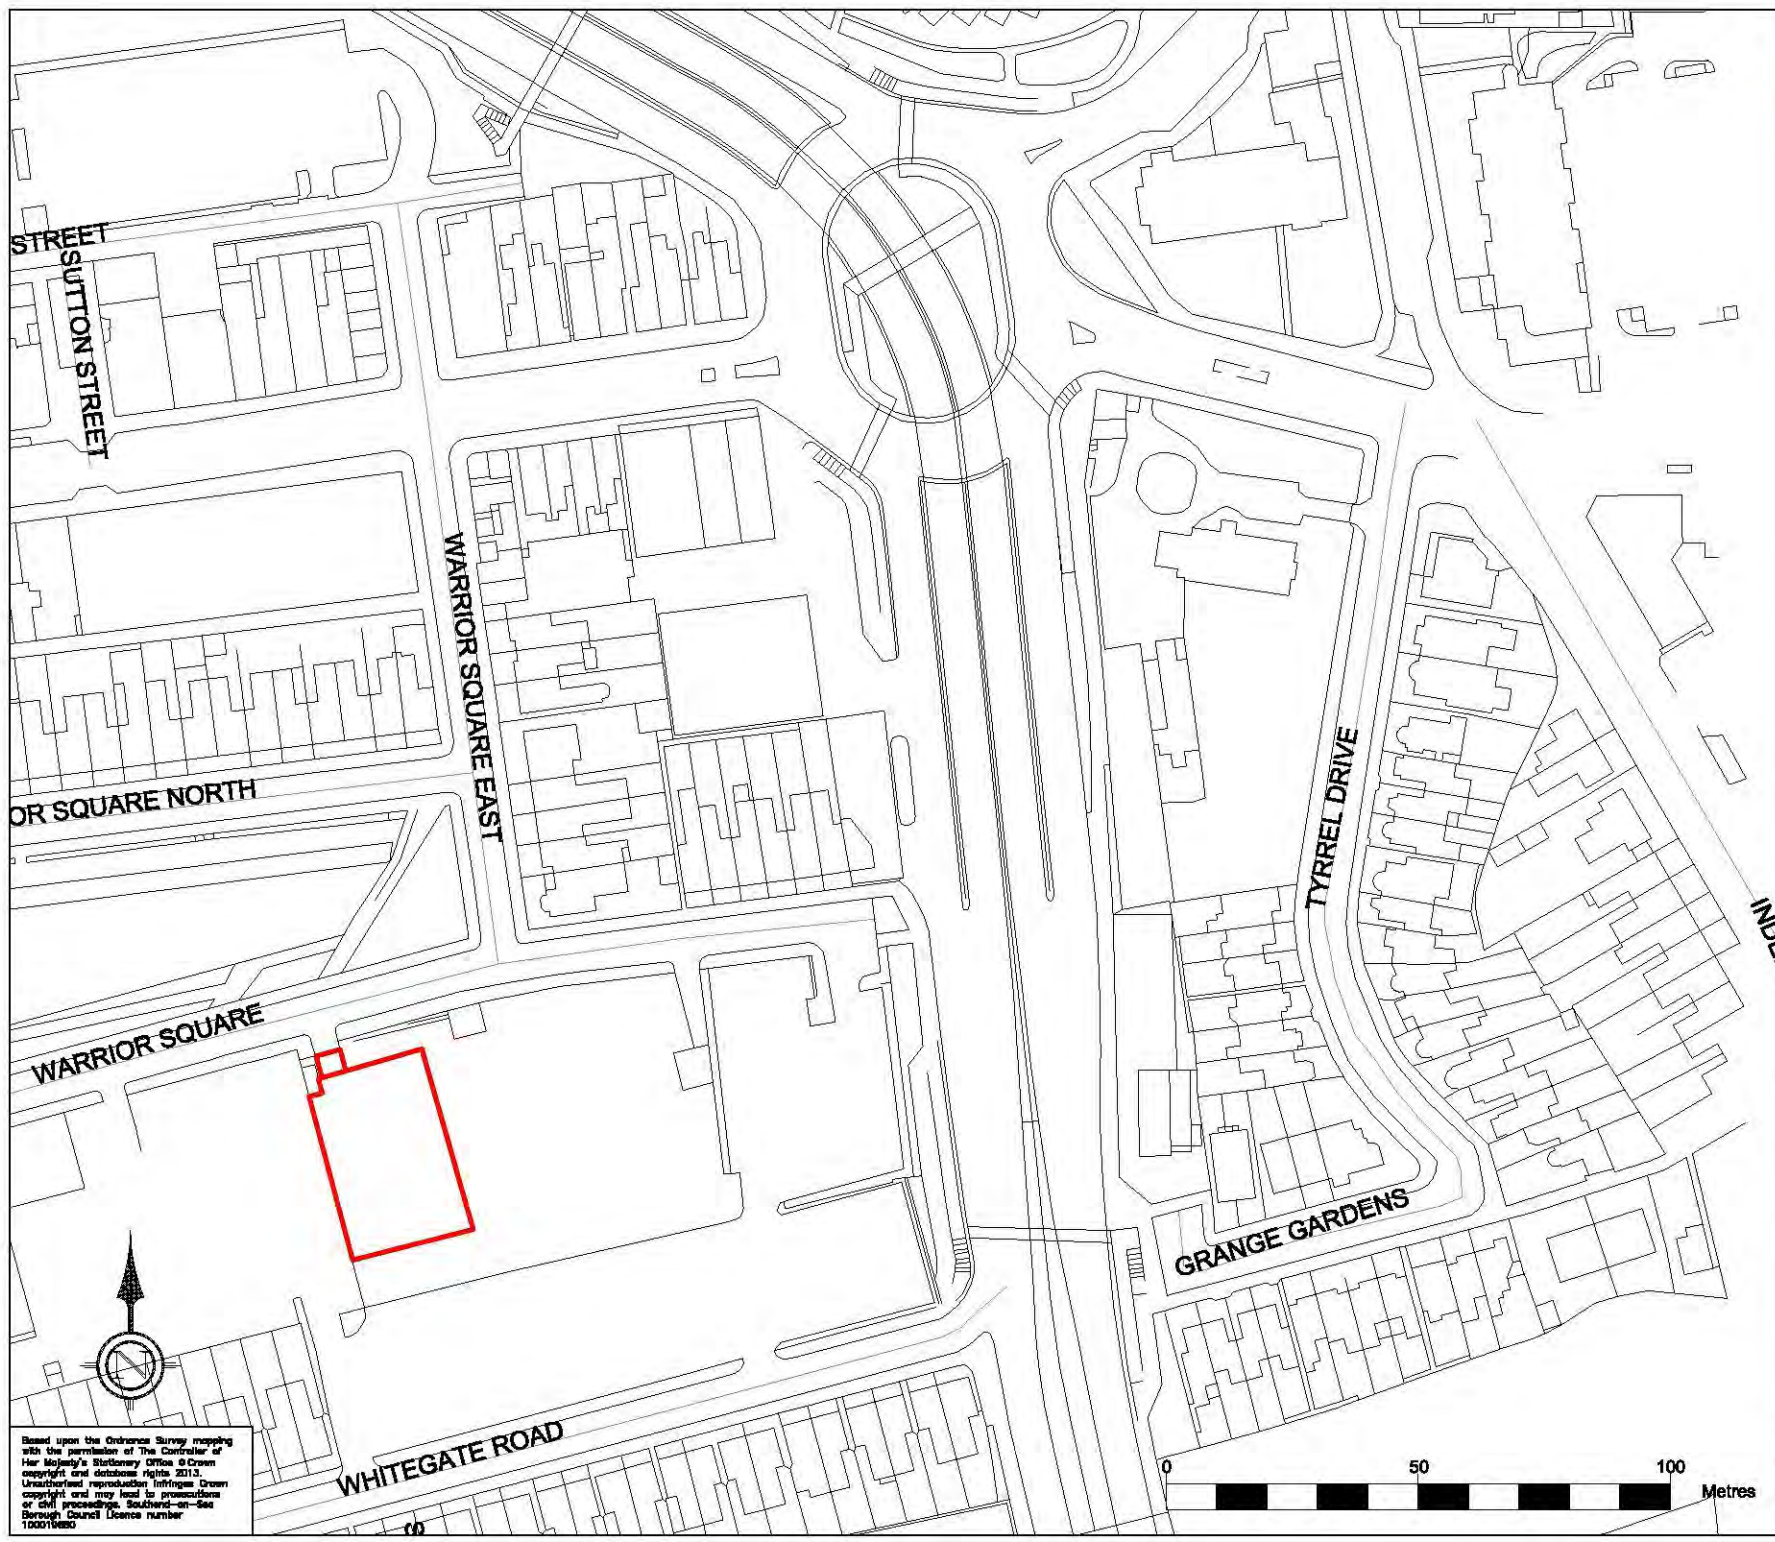 STREET
SUTTON STREET
WARRIOR SQUARE EAST
OR SQUARE NORTH
TYRREL DRIVE
INDE
WARRIOR SQUARE
GRANGE GARDENS
N
WHITEGATE ROAD
S
0 50 100
Metres
Based upon the Ordnance Survey mapping
with the permission of The Controller of
Her Majesty's Stationery Office © Crown
copyright and database rights 2013.
Unauthorised reproduction infringes Crown
copyright and may lead to prosecutions
or civil proceedings. Southend-on-Sea
Borough Council Licence number